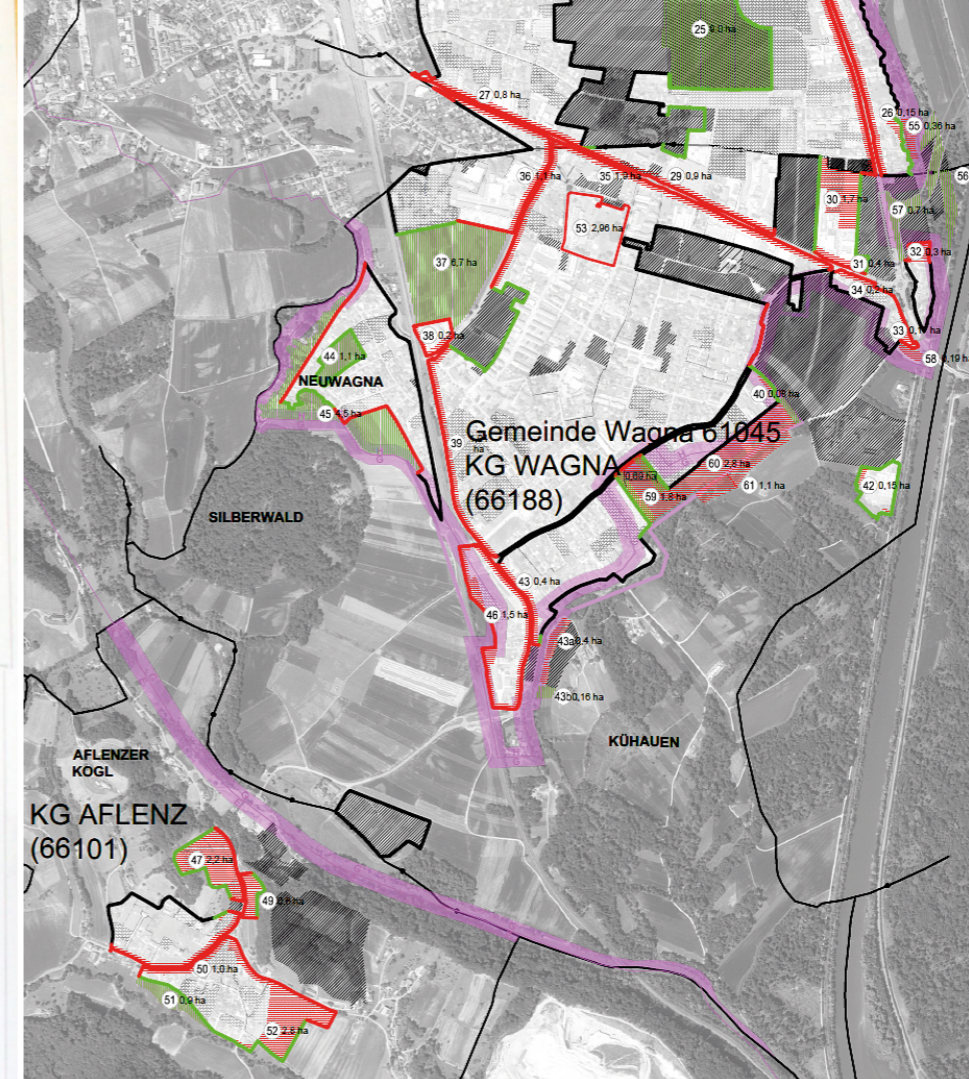 25
27 0,8 ha
26 0,15 ha
55 0,36 ha
36 1,1 ha
35 1,9 ha
29 0,9 ha
56
30 1,7 ha
57 0,7 ha
53 2,96 ha
32 0,3 ha
37 6,7 ha
31 0,4 ha
34 0,2 ha
38 0,2 ha
33
58 0,19 h
44 1,1 ha
NEUWAGNA
40 0,08 ha
45 4,6 ha
39
ha
Gemeinde Wagna 61045
KG WAGNA
(66188)
60 2,8 ha
61 1,1 ha
42 0,15 ha
0,69 ha
59 1,8 ha
SILBERWALD
43 0,4 ha
46 1,5 ha
43a 0,4 ha
43b 0,16 ha
KÜHAUEN
AFLENZER
KÖGL
KG AFLENZ
(66101)
47 2,2 ha
49 0,6 ha
50 1,0 ha
51 0,9 ha
52 2,8 ha